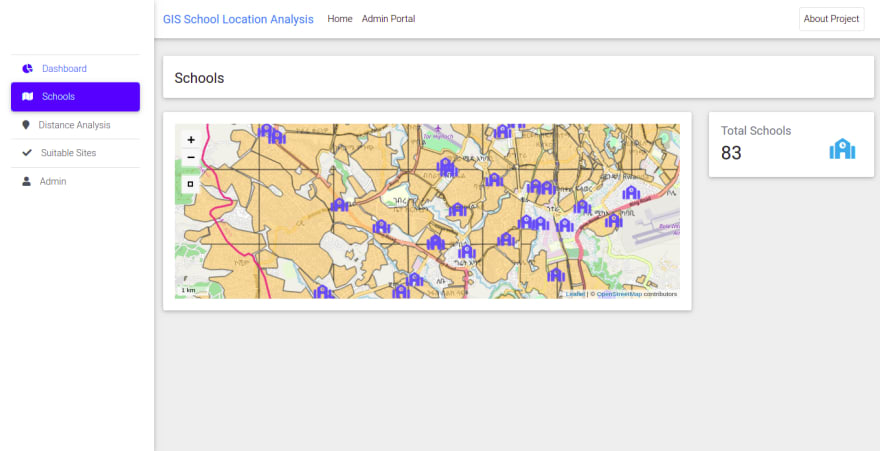 GIS School Location Analysis
Home
Admin Portal
About Project
Dashboard
Schools
Distance Analysis
Suitable Sites
Admin
Schools
+
−
1 km
Leaflet | © OpenStreetMap contributors
Total Schools
83